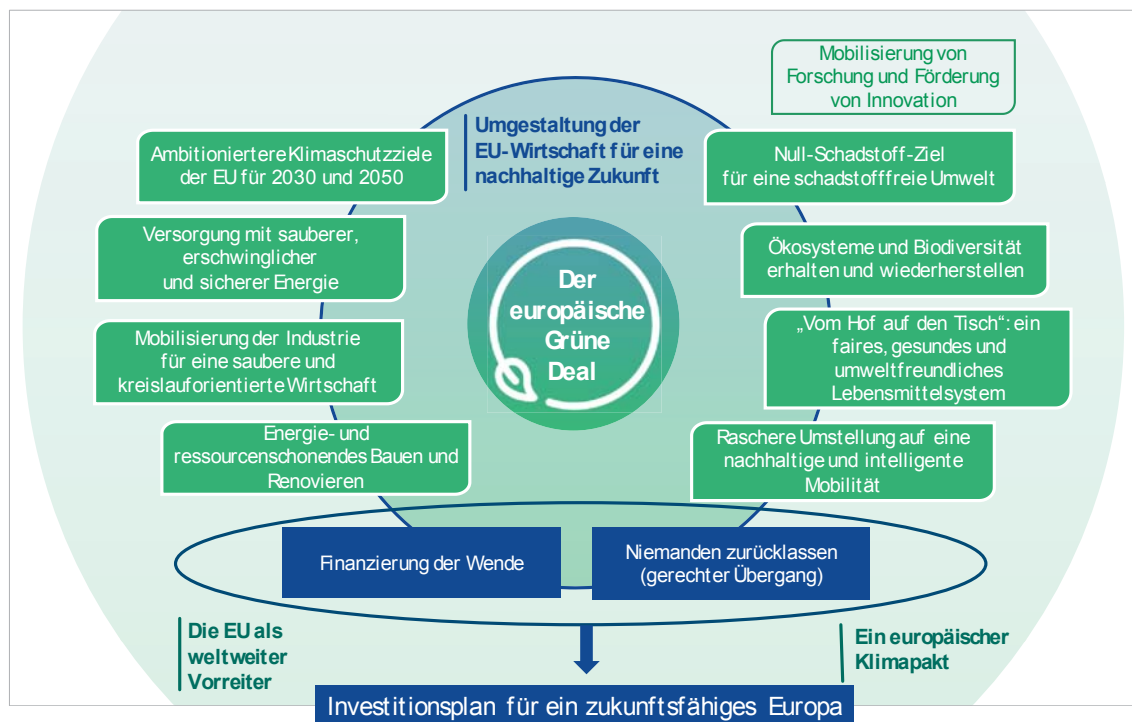 Mobilisierung von
Forschung und Förderung
von Innovation
Umgestaltung der
EU-Wirtschaft für eine
nachhaltige Zukunft
Ambitioniertere Klimaschutzziele
der EU für 2030 und 2050
Versorgung mit sauberer,
erschwinglicher
und sicherer Energie
Mobilisierung der Industrie
für eine saubere und
kreislauforientierte Wirtschaft
Energie- und
ressourcenschonendes Bauen und
Renovieren
Der
europäische
Grüne
Deal
Null-Schadstoff-Ziel
für eine schadstofffreie Umwelt
Ökosysteme und Biodiversität
erhalten und wiederherstellen
„Vom Hof auf den Tisch“: ein
faires, gesundes und
umweltfreundliches
Lebensmittelsystem
Raschere Umstellung auf eine
nachhaltige und intelligente
Mobilität
Finanzierung der Wende
Niemanden zurücklassen
(gerechter Übergang)
Die EU als
weltweiter
Vorreiter
Ein europäischer
Klimapakt
Investitionsplan für ein zukunftsfähiges Europa